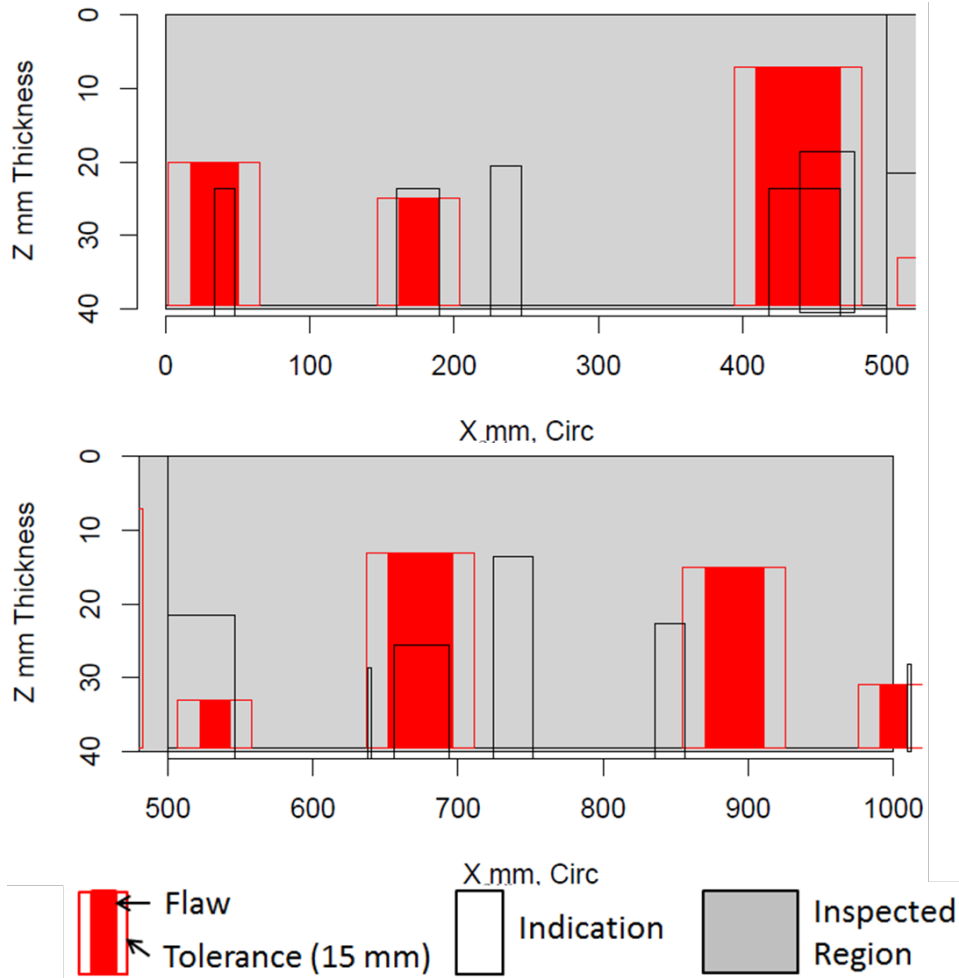 0
10
20
30
40
Z mm Thickness
0 100 200 300 400 500
X mm, Circ
0
10
20
30
40
Z mm Thickness
500 600 700 800 900 1000
X mm, Circ
Flaw
Tolerance (15 mm)
Indication
Inspected
Region